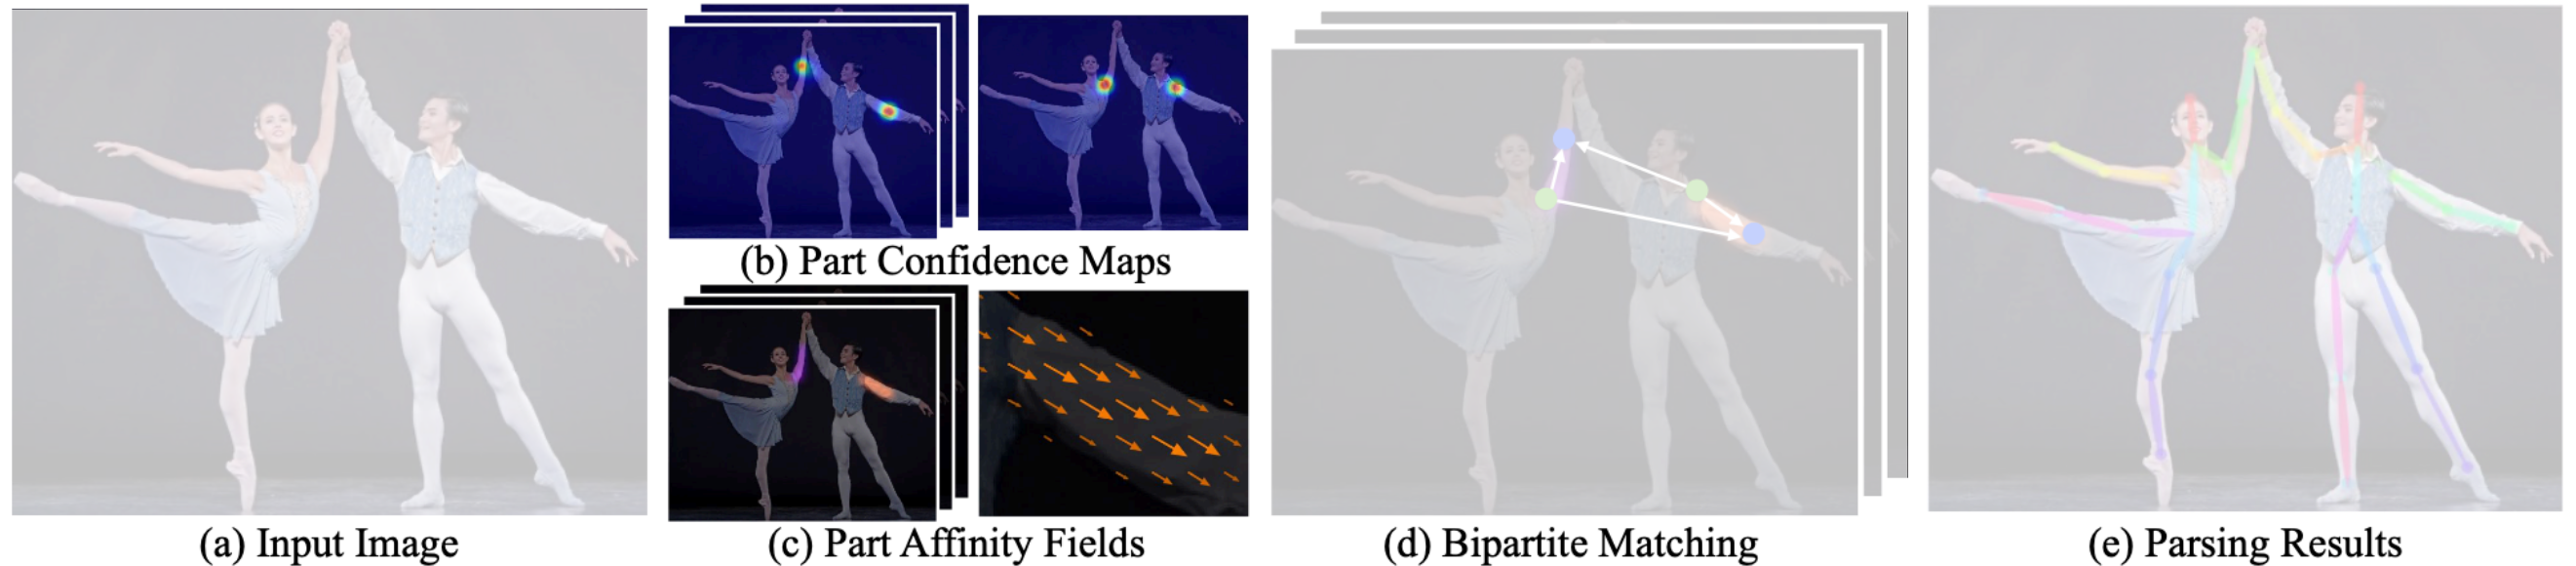 (a) Input Image
(b) Part Confidence Maps
(c) Part Affinity Fields
(d) Bipartite Matching
(e) Parsing Results